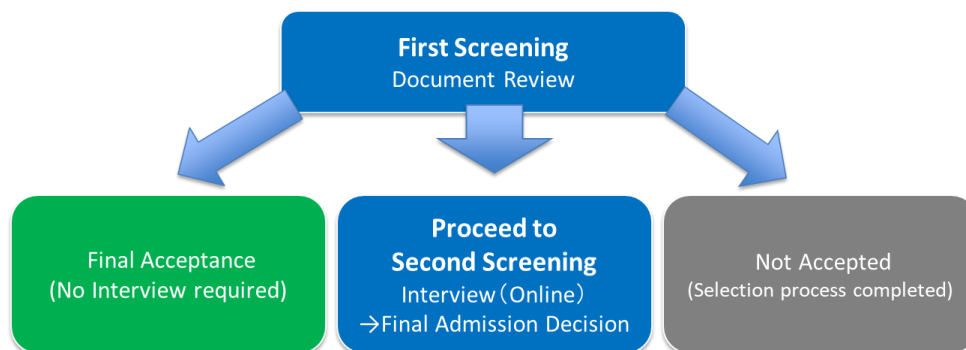 First Screening
Document Review
Final Acceptance
(No Interview required)
Proceed to
Second Screening
Interview(Online)
→Final Admission Decision
Not Accepted
(Selection process completed)